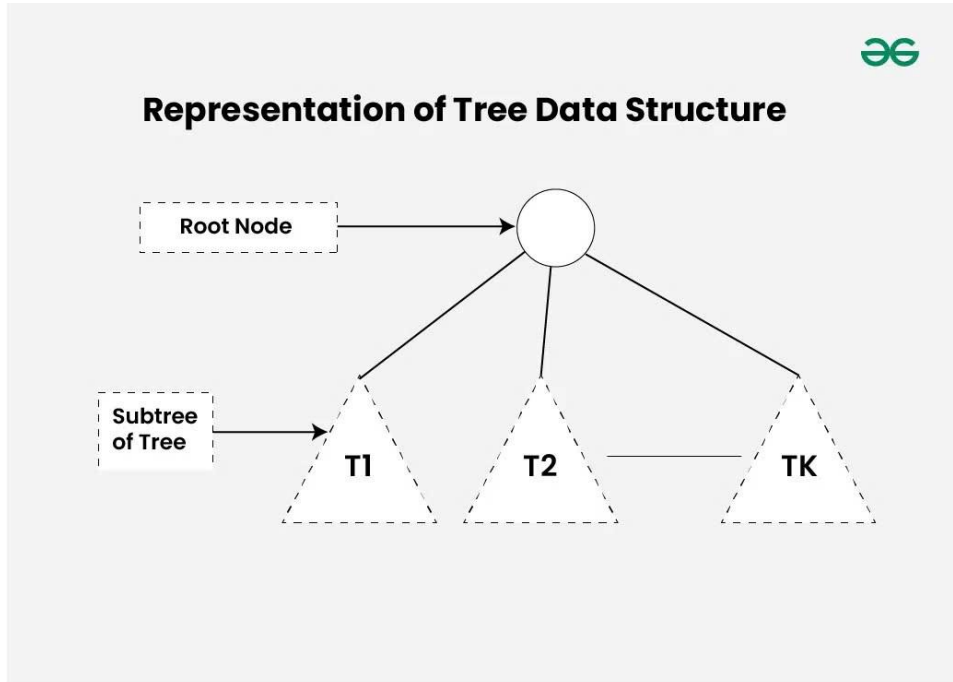 Representation of Tree Data Structure
Root Node
Subtree
of Tree
T1
T2
TK